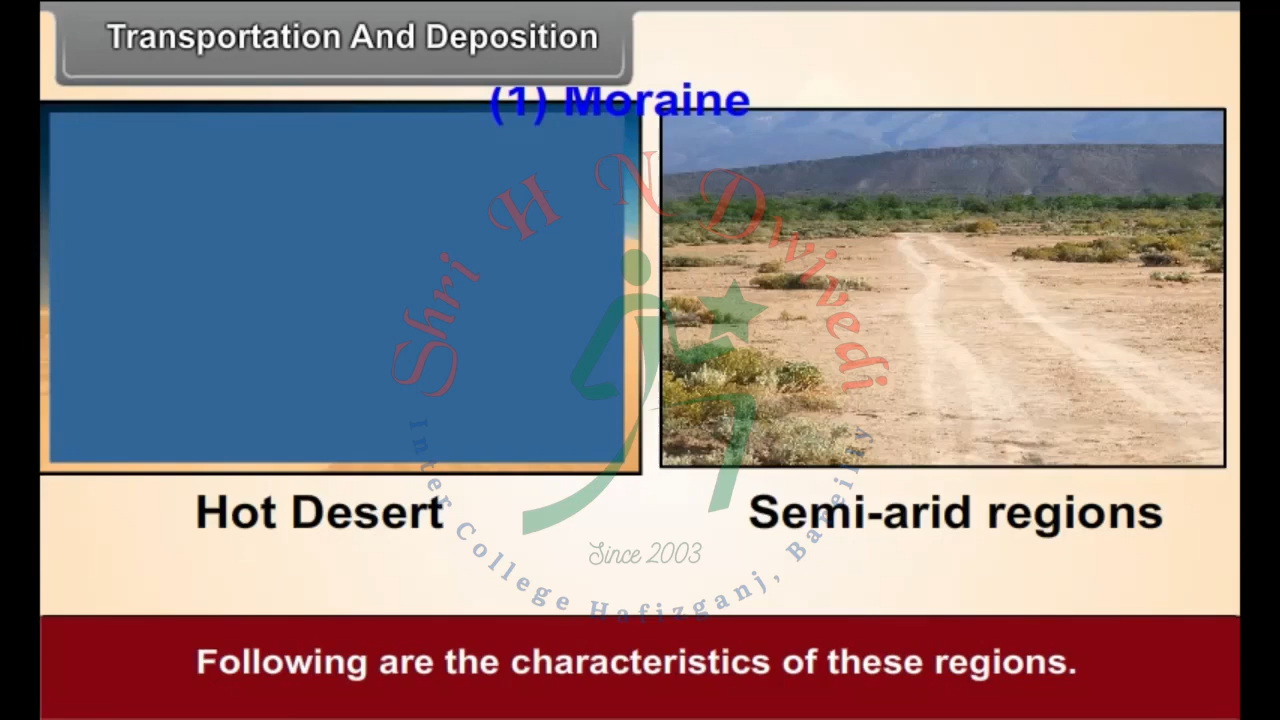 Transportation And Deposition
(1) Moraine
Shri H N Dwivedi
Hot Desert
Semi-arid regions
Since 2003
Inter College Hafizganj, Bareilly
Following are the characteristics of these regions.